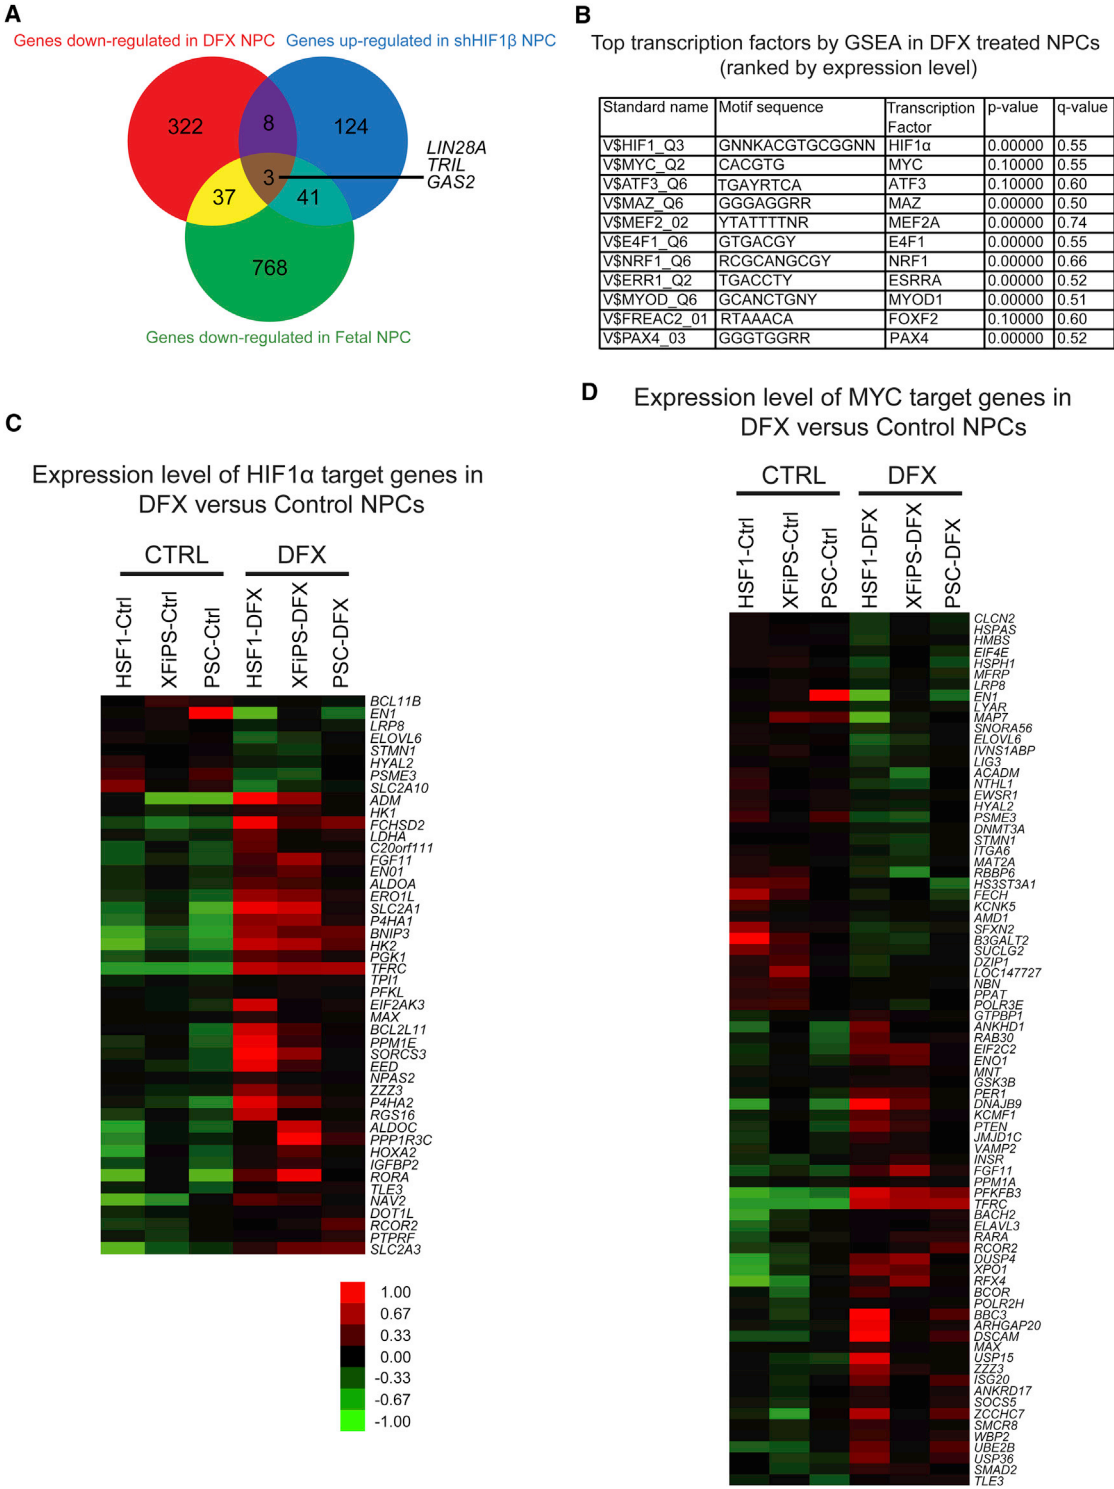 A
Genes down-regulated in DFX NPC
Genes up-regulated in shHIF1β NPC
322
8
124
LIN28A
TRIL
GAS2
3
37
41
768
Genes down-regulated in Fetal NPC
B
Top transcription factors by GSEA in DFX treated NPCs
(ranked by expression level)
Standard name Motif sequence Transcription Factor p-value q-value
V$HIF1_Q3 GNNKACGTGCGGNN HIF1α 0.00000 0.55
V$MYC_Q2 CACGTG MYC 0.10000 0.55
V$ATF3_Q6 TGAYRTCA ATF3 0.10000 0.60
V$MAZ_Q6 GGGAGGRR MAZ 0.00000 0.50
V$MEF2_02 YTATTTTNR MEF2A 0.00000 0.74
V$E4F1_Q6 GTGACGY E4F1 0.00000 0.55
V$NRF1_Q6 RCGCANGCGY NRF1 0.00000 0.66
V$ERR1_Q2 TGACCTY ESRRA 0.00000 0.52
V$MYOD_Q6 GCANCTGNY MYOD1 0.00000 0.51
V$FREAC2_01 RTAAACA FOXF2 0.10000 0.60
V$PAX4_03 GGGTGGRR PAX4 0.00000 0.52
C
Expression level of HIF1α target genes in
DFX versus Control NPCs
CTRL
DFX
HSF1-Ctrl
XFiPS-Ctrl
PSC-Ctrl
HSF1-DFX
XFiPS-DFX
PSC-DFX
BCL11B
EN1
LRP8
ELOVL6
STMN1
HYAL2
PSME3
SLC2A10
ADM
HK1
FCHSD2
LDHA
C20orf111
FGF11
EN01
ALDOA
ERO1L
SLC2A1
P4HA1
BNIP3
HK2
PGK1
TFRC
TPI1
PFKL
EIF2AK3
MAX
BCL2L11
PPM1E
SORCS3
EED
NPAS2
ZZZ3
P4HA2
RGS16
ALDOC
PPP1R3C
HOXA2
IGFBP2
RORA
TLE3
NAV2
DOT1L
RCOR2
PTPRF
SLC2A3
1.00
0.67
0.33
0.00
-0.33
-0.67
-1.00
D
Expression level of MYC target genes in
DFX versus Control NPCs
CTRL
DFX
HSF1-Ctrl
XFiPS-Ctrl
PSC-Ctrl
HSF1-DFX
XFiPS-DFX
PSC-DFX
CLCN2
HSPAS
HMBS
EIF4E
HSPH1
MFRP
LRP8
EN1
LYAR
MAP7
SNORA56
ELOVL6
IVNS1ABP
LIG3
ACADM
NTHL1
EWSR1
HYAL2
PSME3
DNMT3A
STMN1
ITGA6
MAT2A
RBBP6
HS3ST3A1
FECH
KCNK5
AMD1
SFXN2
B3GALT2
SUCLG2
DZIP1
LOC147727
NBN
PPAT
POLR3E
GTPBP1
ANKHD1
RAB30
EIF2C2
ENO1
MNT
GSK3B
PER1
DNAJB9
KCMF1
PTEN
JMJD1C
VAMP2
INSR
FGF11
PPM1A
PFKFB3
TFRC
BACH2
ELAVL3
RARA
RCOR2
DUSP4
XPO1
RFX4
BCOR
POLR2H
BBC3
ARHGAP20
DSCAM
MAX
USP15
ZZZ3
ISG20
ANKRD17
SOCS5
ZCCHC7
SMCR8
WBP2
UBE2B
USP36
SMAD2
TLE3